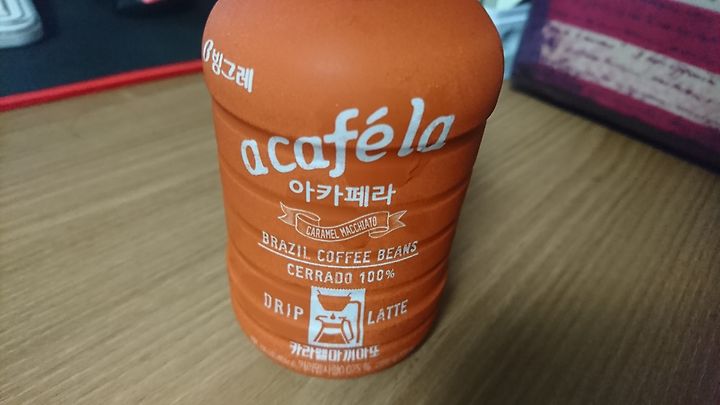 빙그레
acaféla
아카페라
CARAMEL MACCHIATO
BRAZIL COFFEE BEANS
CERRADO 100%
DRIP LATTE
카라멜마끼아또